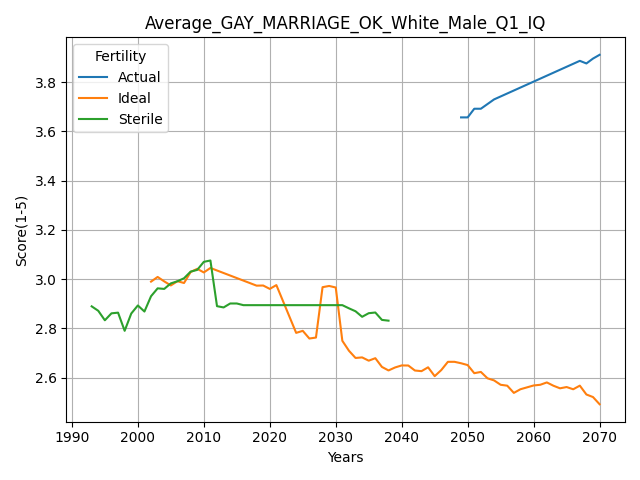 Average_GAY_MARRIAGE_OK_White_Male_Q1_IQ
Fertility
Actual
Ideal
Sterile
Score(1-5)
3.8
3.6
3.4
3.2
3.0
2.8
2.6
1990 2000 2010 2020 2030 2040 2050 2060 2070
Years